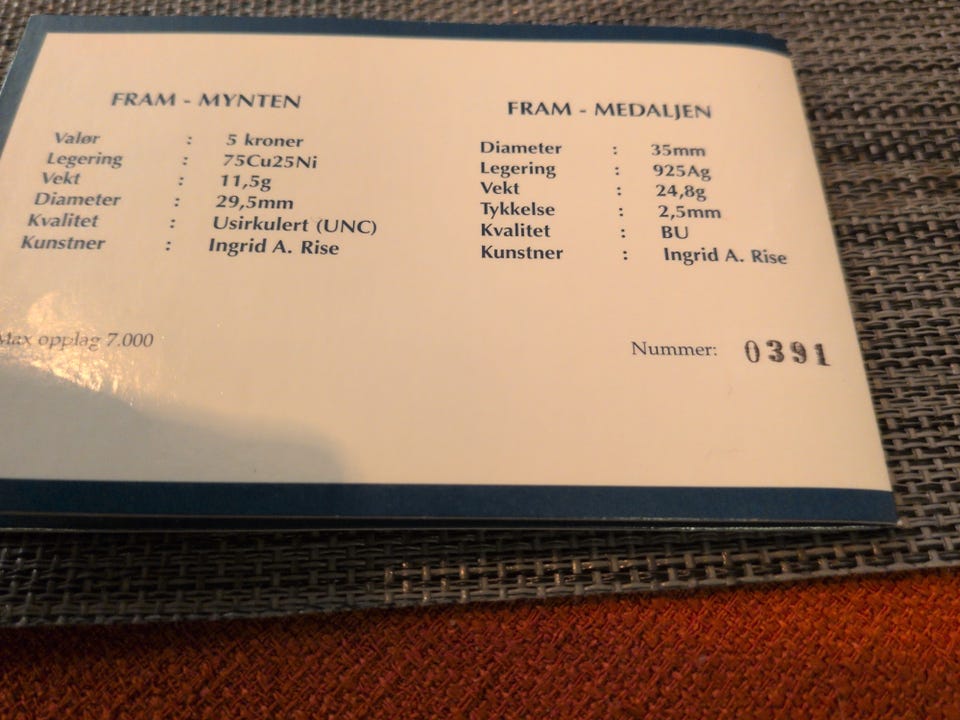 FRAM - MYNTEN
Valør : 5 kroner
Legering : 75Cu25Ni
Vekt : 11,5g
Diameter : 29,5mm
Kvalitet : Usirkulert (UNC)
Kunstner : Ingrid A. Rise
Max opplag 7.000
FRAM - MEDALJEN
Diameter : 35mm
Legering : 925Ag
Vekt : 24,8g
Tykkelse : 2,5mm
Kvalitet : BU
Kunstner : Ingrid A. Rise
Nummer: 0391